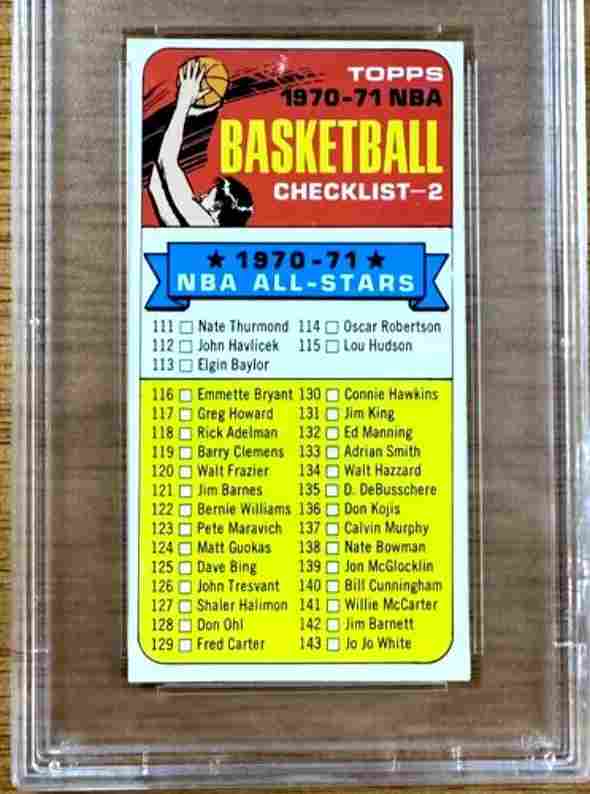 TOPPS
1970-71 NBA
BASKETBALL
CHECKLIST-2
★ 1970-71 ★
NBA ALL-STARS
111 □ Nate Thurmond 114 □ Oscar Robertson
112 □ John Havlicek 115 □ Lou Hudson
113 □ Elgin Baylor
116 □ Emmette Bryant 130 □ Connie Hawkins
117 □ Greg Howard 131 □ Jim King
118 □ Rick Adelman 132 □ Ed Manning
119 □ Barry Clemens 133 □ Adrian Smith
120 □ Walt Frazier 134 □ Walt Hazzard
121 □ Jim Barnes 135 □ D. DeBusschere
122 □ Bernie Williams 136 □ Don Kojis
123 □ Pete Maravich 137 □ Calvin Murphy
124 □ Matt Guokas 138 □ Nate Bowman
125 □ Dave Bing 139 □ Jon McGlocklin
126 □ John Tresvant 140 □ Bill Cunningham
127 □ Shaler Halimon 141 □ Willie McCarter
128 □ Don Ohl 142 □ Jim Barnett
129 □ Fred Carter 143 □ Jo Jo White